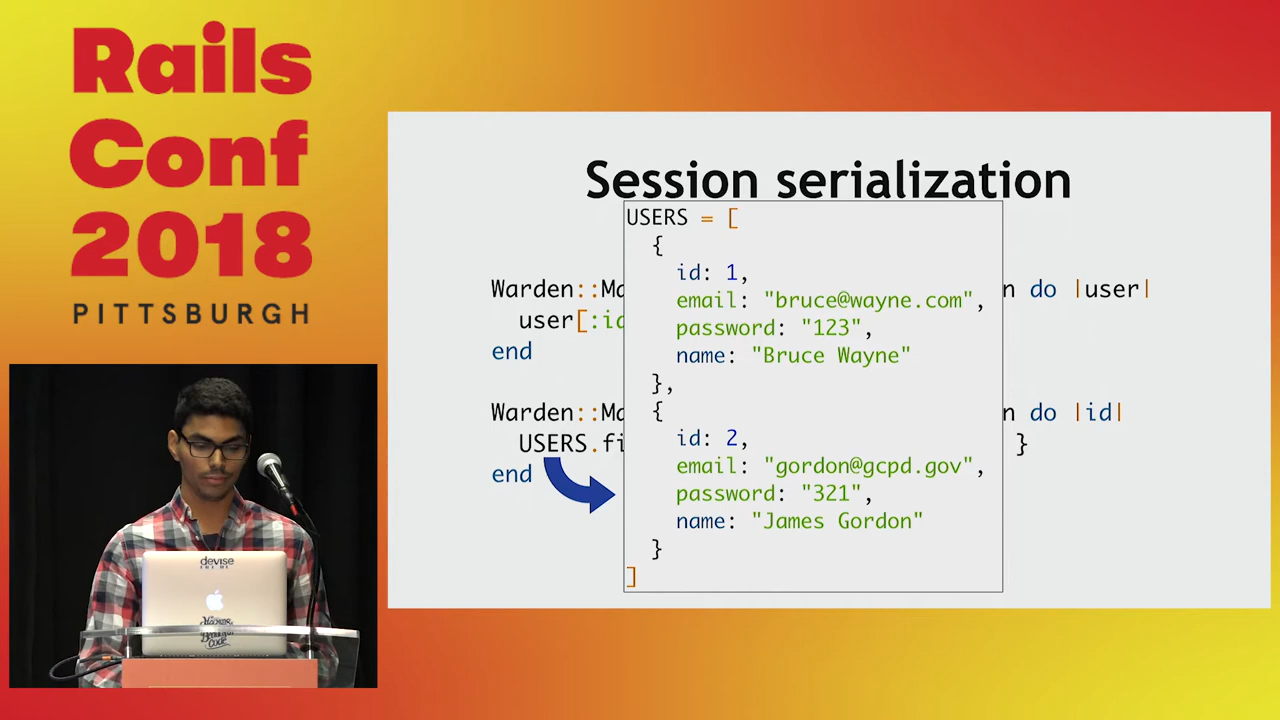 Rails
Conf
2018
PITTSBURGH
Session serialization
Warden::Ma
n do |user|
user[:id
end
Warden::Ma
n do |id|
USERS.fi
}
end
USERS = [
{
id: 1,
email: "bruce@wayne.com",
password: "123",
name: "Bruce Wayne"
},
{
id: 2,
email: "gordon@gcpd.gov",
password: "321",
name: "James Gordon"
}
]
devise
Beautiful
Code